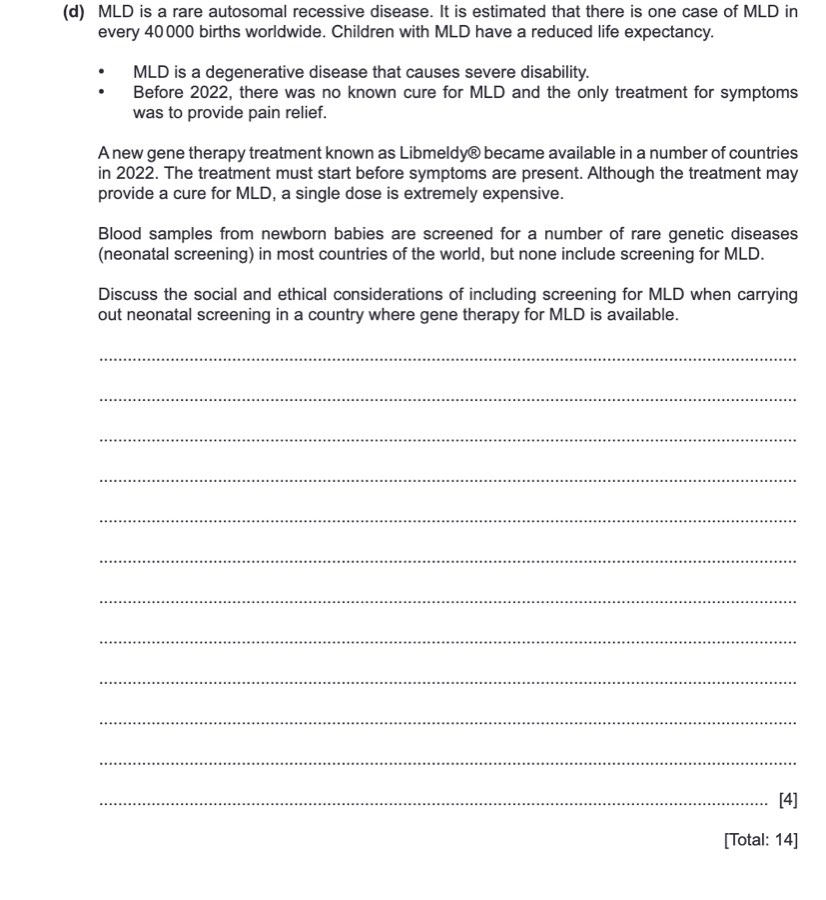 (d) MLD is a rare autosomal recessive disease. It is estimated that there is one case of MLD in
every 40 000 births worldwide. Children with MLD have a reduced life expectancy.
• MLD is a degenerative disease that causes severe disability.
• Before 2022, there was no known cure for MLD and the only treatment for symptoms
was to provide pain relief.
A new gene therapy treatment known as Libmeldy® became available in a number of countries
in 2022. The treatment must start before symptoms are present. Although the treatment may
provide a cure for MLD, a single dose is extremely expensive.
Blood samples from newborn babies are screened for a number of rare genetic diseases
(neonatal screening) in most countries of the world, but none include screening for MLD.
Discuss the social and ethical considerations of including screening for MLD when carrying
out neonatal screening in a country where gene therapy for MLD is available.
[4]
[Total: 14]